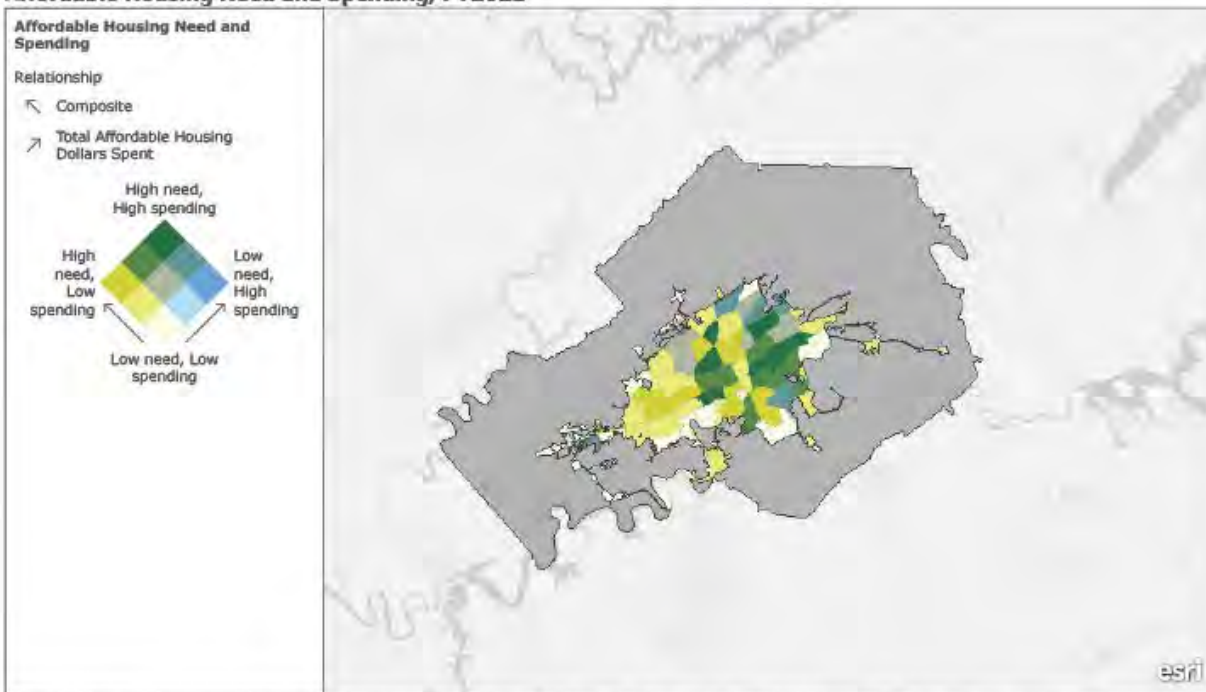 Affordable Housing Need and
Spending
Relationship
Composite
Total Affordable Housing
Dollars Spent
High need,
High spending
High
need,
Low
spending
Low
need,
High
spending
Low need, Low
spending
esri